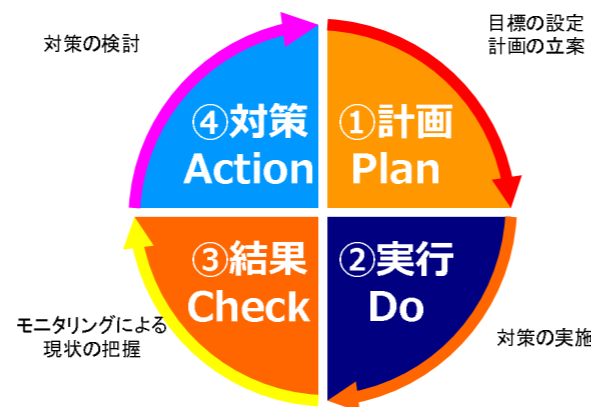 対策の検討
目標の設定
計画の立案
④対策
Action
①計画
Plan
③結果
Check
②実行
Do
モニタリングによる
現状の把握
対策の実施